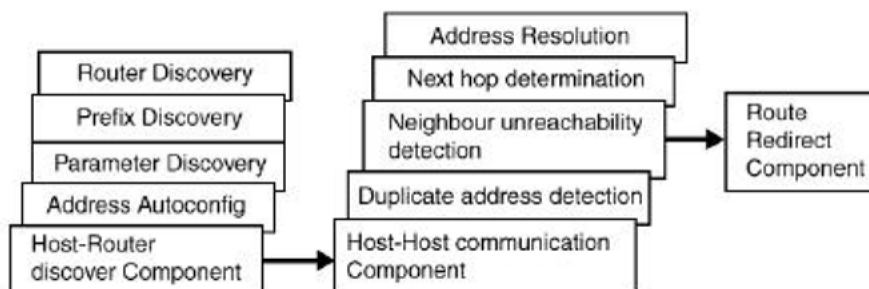 Router Discovery
Prefix Discovery
Parameter Discovery
Address Autoconfig
Host-Router
discover Component
Address Resolution
Next hop determination
Neighbour unreachability
detection
Duplicate address detection
Host-Host communication
Component
Route
Redirect
Component